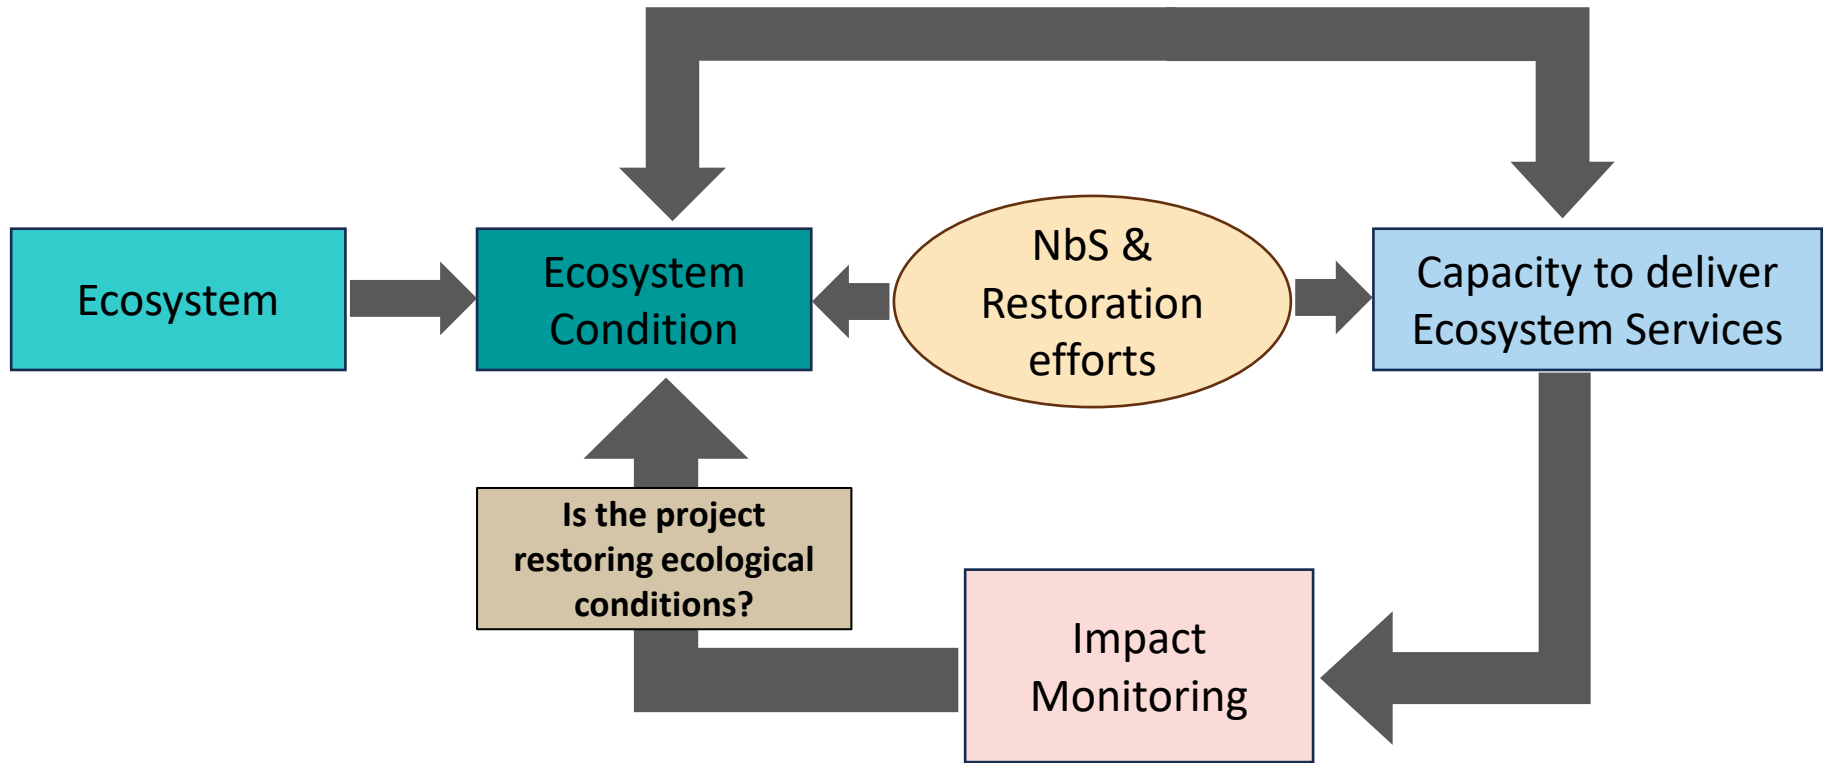 Ecosystem
Ecosystem
Condition
NbS &
Restoration
efforts
Capacity to deliver
Ecosystem Services
Is the project
restoring ecological
conditions?
Impact
Monitoring